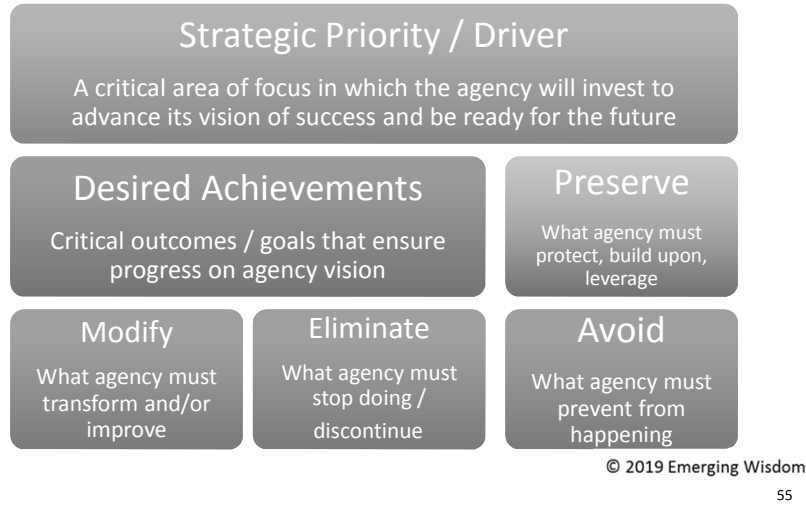 Strategic Priority / Driver
A critical area of focus in which the agency will invest to
advance its vision of success and be ready for the future
Desired Achievements
Critical outcomes / goals that ensure
progress on agency vision
Preserve
What agency must
protect, build upon,
leverage
Modify
What agency must
transform and/or
improve
Eliminate
What agency must
stop doing /
discontinue
Avoid
What agency must
prevent from
happening
© 2019 Emerging Wisdom
55